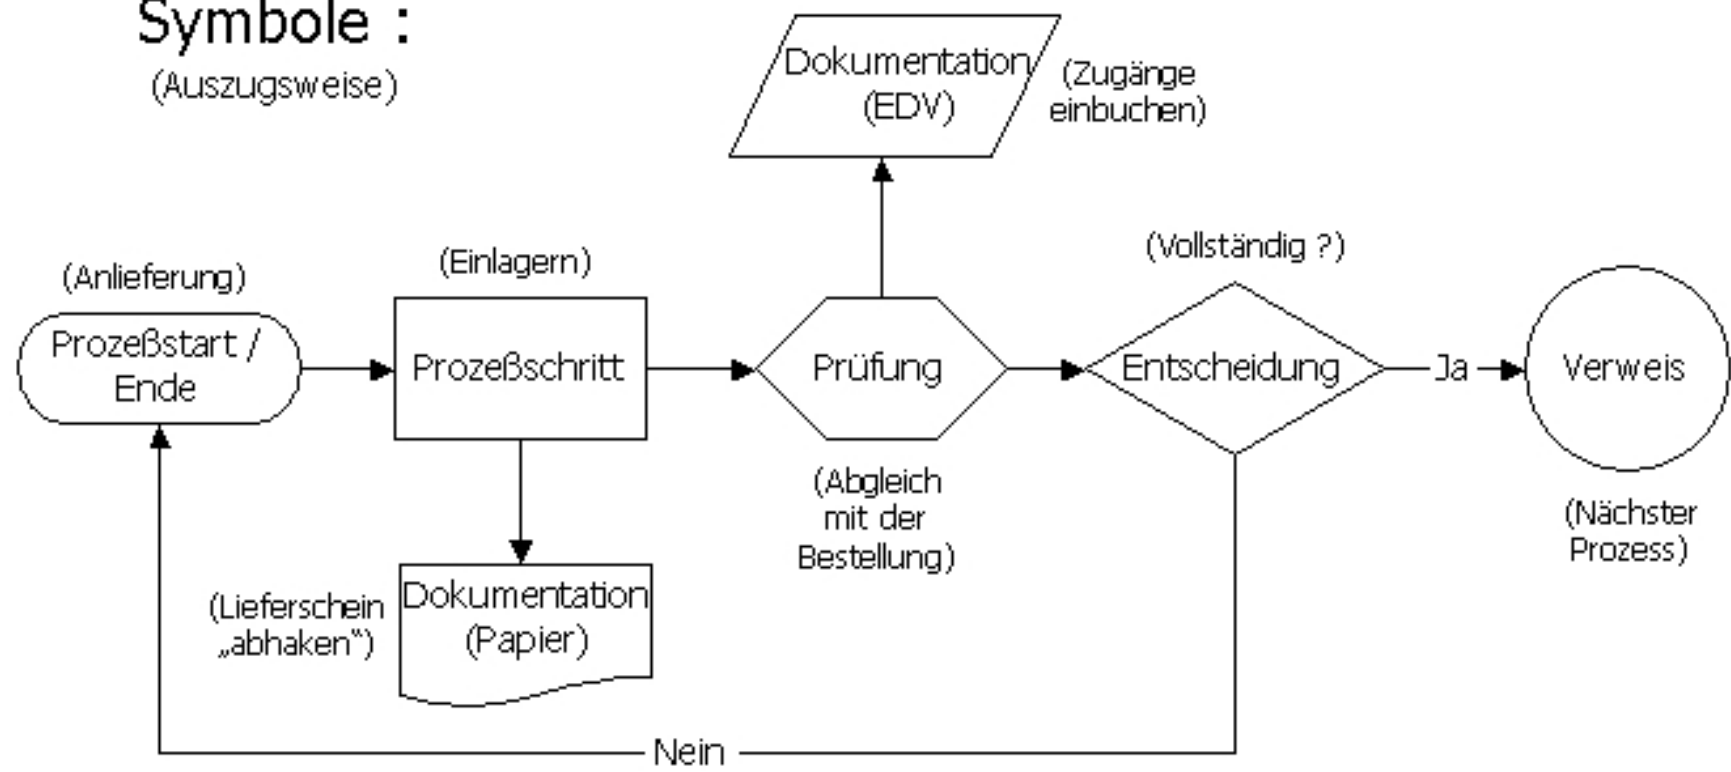 Symbole :
(Auszugsweise)
Dokumentation
(EDV)
(Zugänge
einbuchen)
(Anlieferung)
Prozeßstart /
Ende
(Einlagern)
Prozeßschritt
Prüfung
(Abgleich
mit der
Bestellung)
(Vollständig ?)
Entscheidung
Ja
Verweis
(Nächster
Prozess)
(Lieferschein
„abhaken“)
Dokumentation
(Papier)
Nein